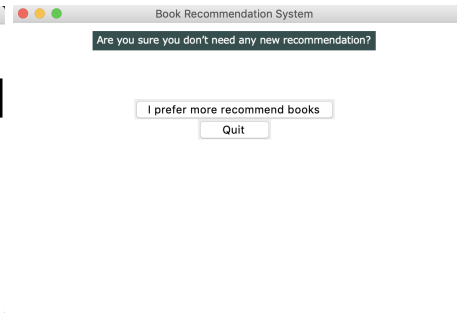 Book Recommendation System
Are you sure you don't need any new recommendation?
I prefer more recommend books
Quit